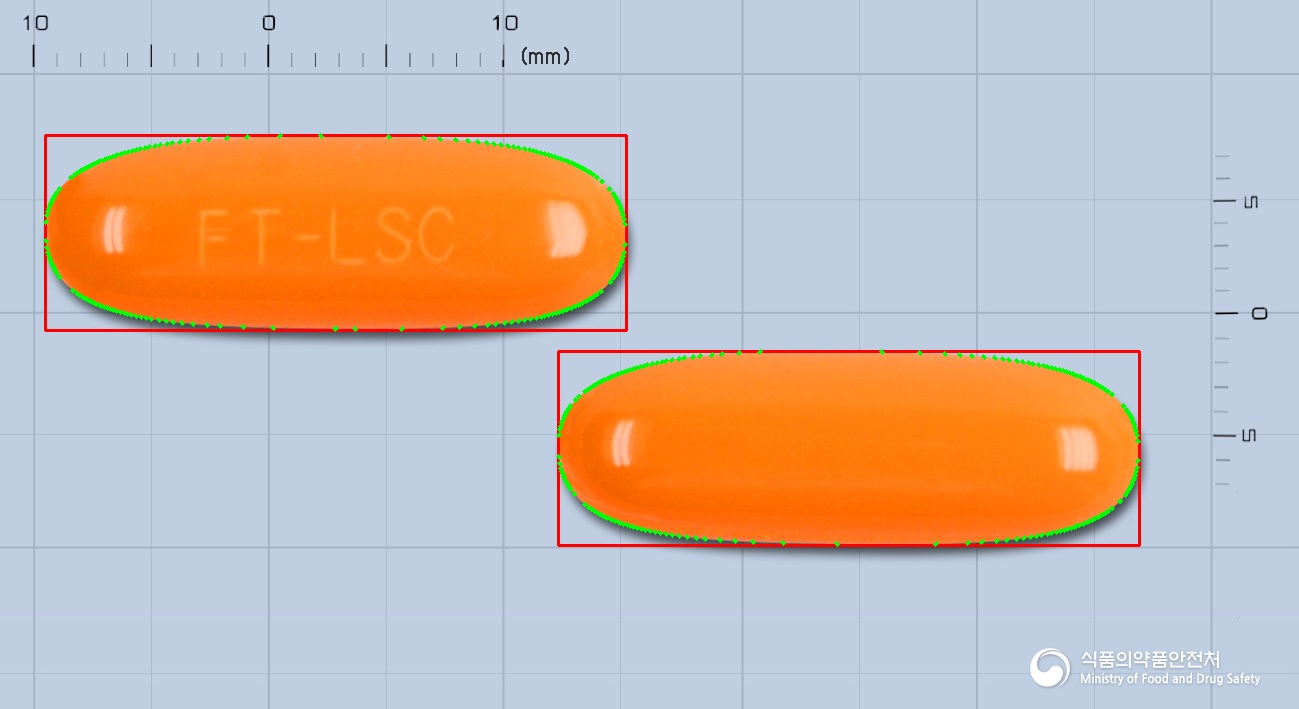 10 0 10
(mm)
FT-LSC
5
0
5
식품의약품안전처
Ministry of Food and Drug Safety